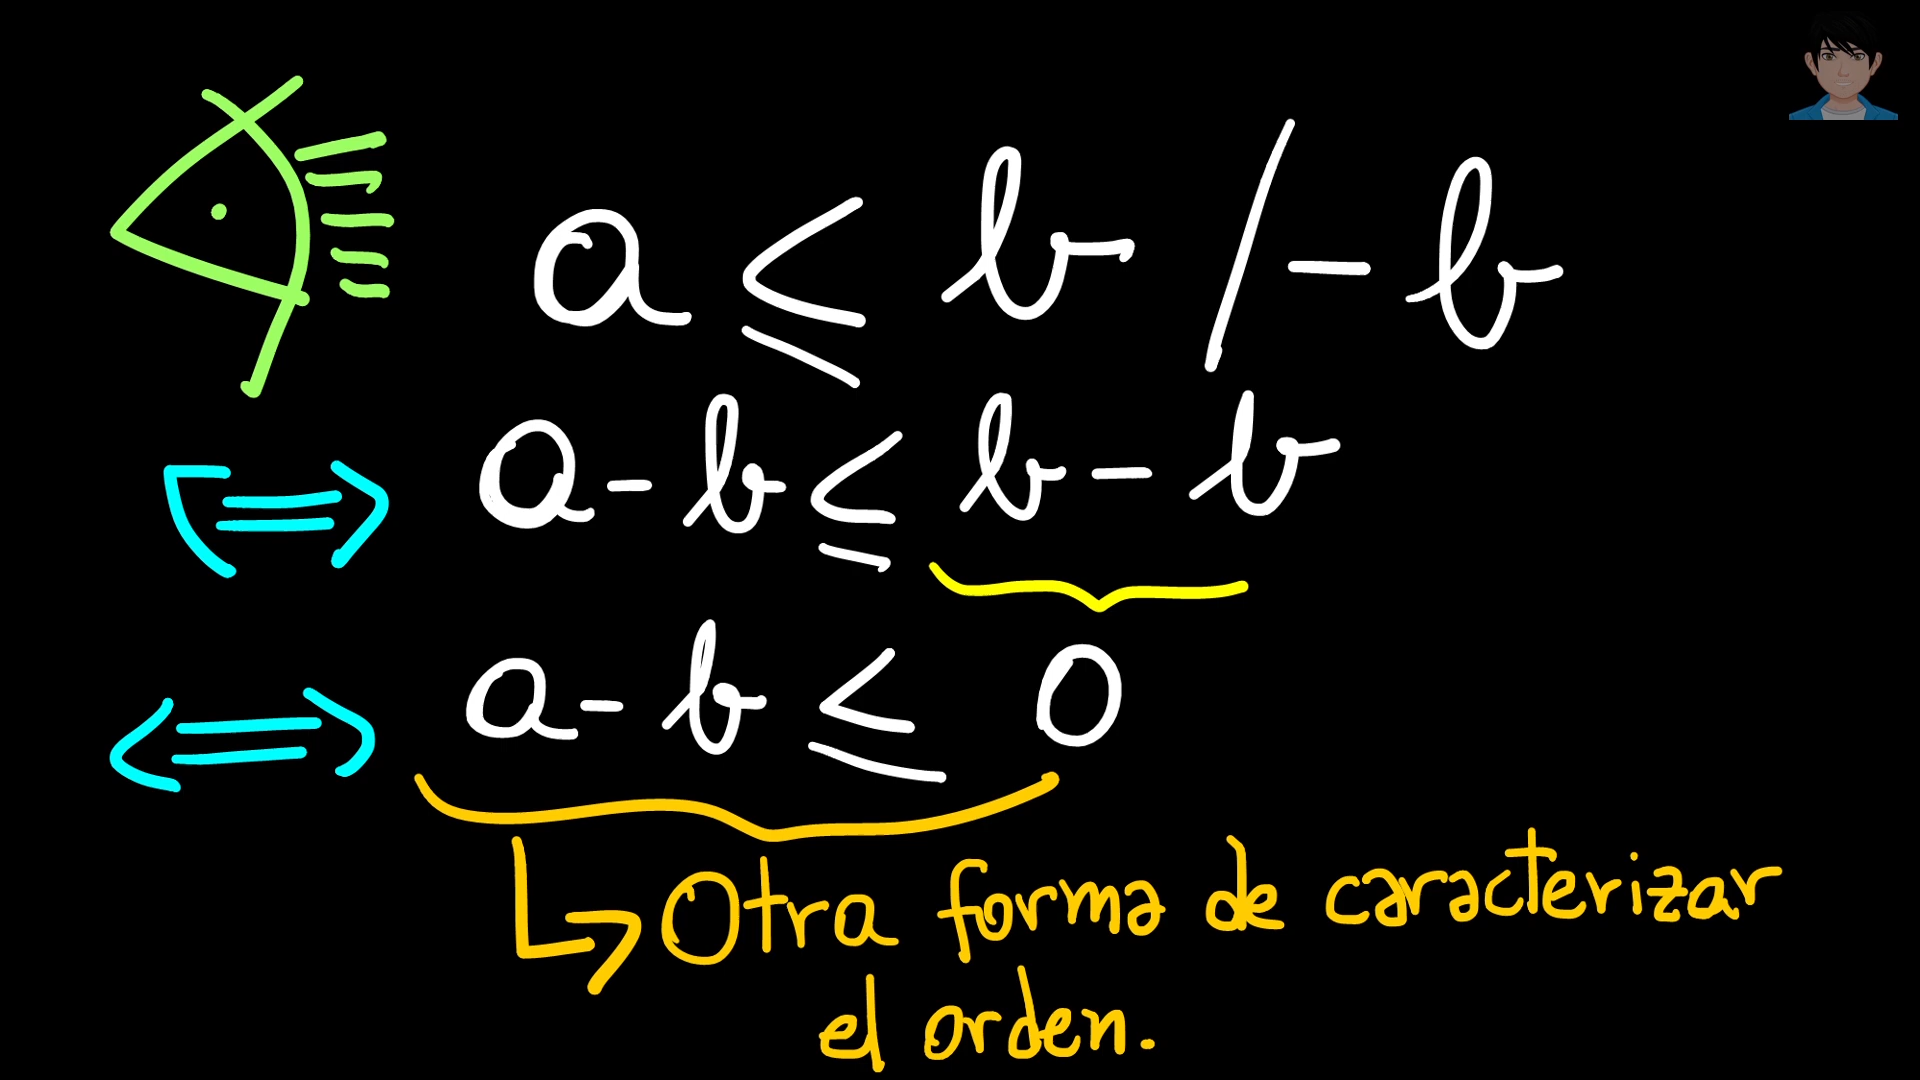 a ≤ b / - b
⇔ a - b ≤ b - b
⇔ a - b ≤ 0
Otra forma de caracterizar
el orden.